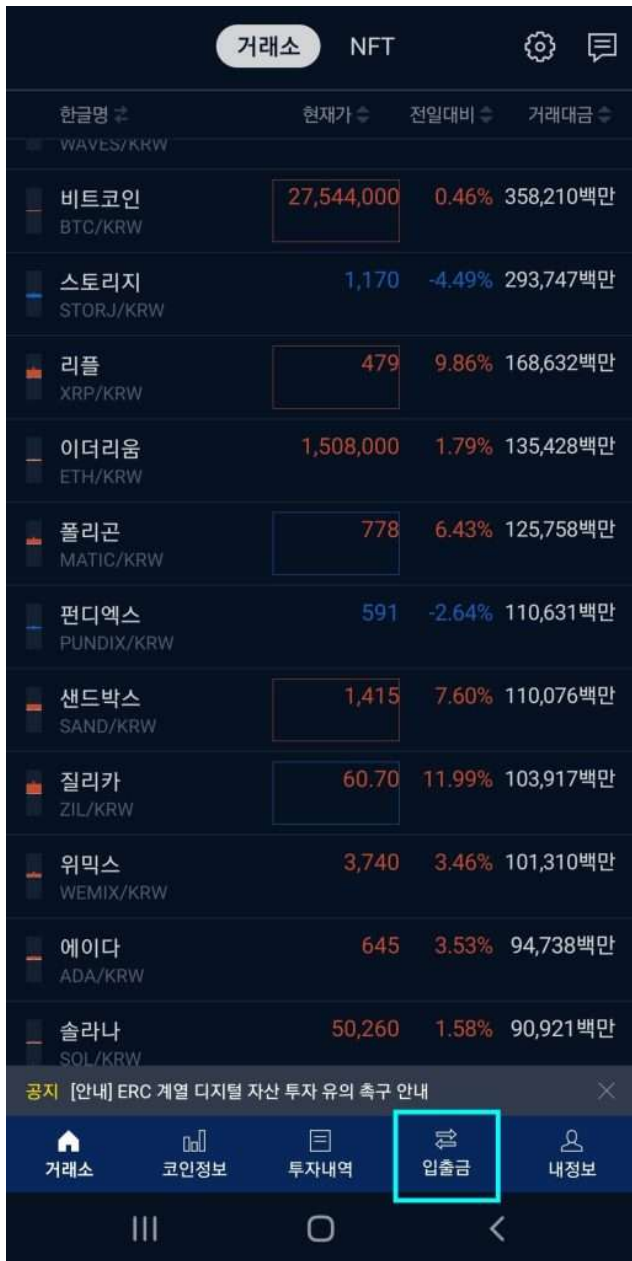 거래소 NFT
한글명 현재가 전일대비 거래대금
WAVES/KRW
비트코인 27,544,000 0.46% 358,210백만
BTC/KRW
스토리지 1,170 -4.49% 293,747백만
STORJ/KRW
리플 479 9.86% 168,632백만
XRP/KRW
이더리움 1,508,000 1.79% 135,428백만
ETH/KRW
폴리곤 778 6.43% 125,758백만
MATIC/KRW
펀디엑스 591 -2.64% 110,631백만
PUNDIX/KRW
샌드박스 1,415 7.60% 110,076백만
SAND/KRW
질리카 60.70 11.99% 103,917백만
ZIL/KRW
위믹스 3,740 3.46% 101,310백만
WEMIX/KRW
에이다 645 3.53% 94,738백만
ADA/KRW
솔라나 50,260 1.58% 90,921백만
SOL/KRW
공지 [안내] ERC 계열 디지털 자산 투자 유의 촉구 안내
거래소 코인정보 투자내역 입출금 내정보